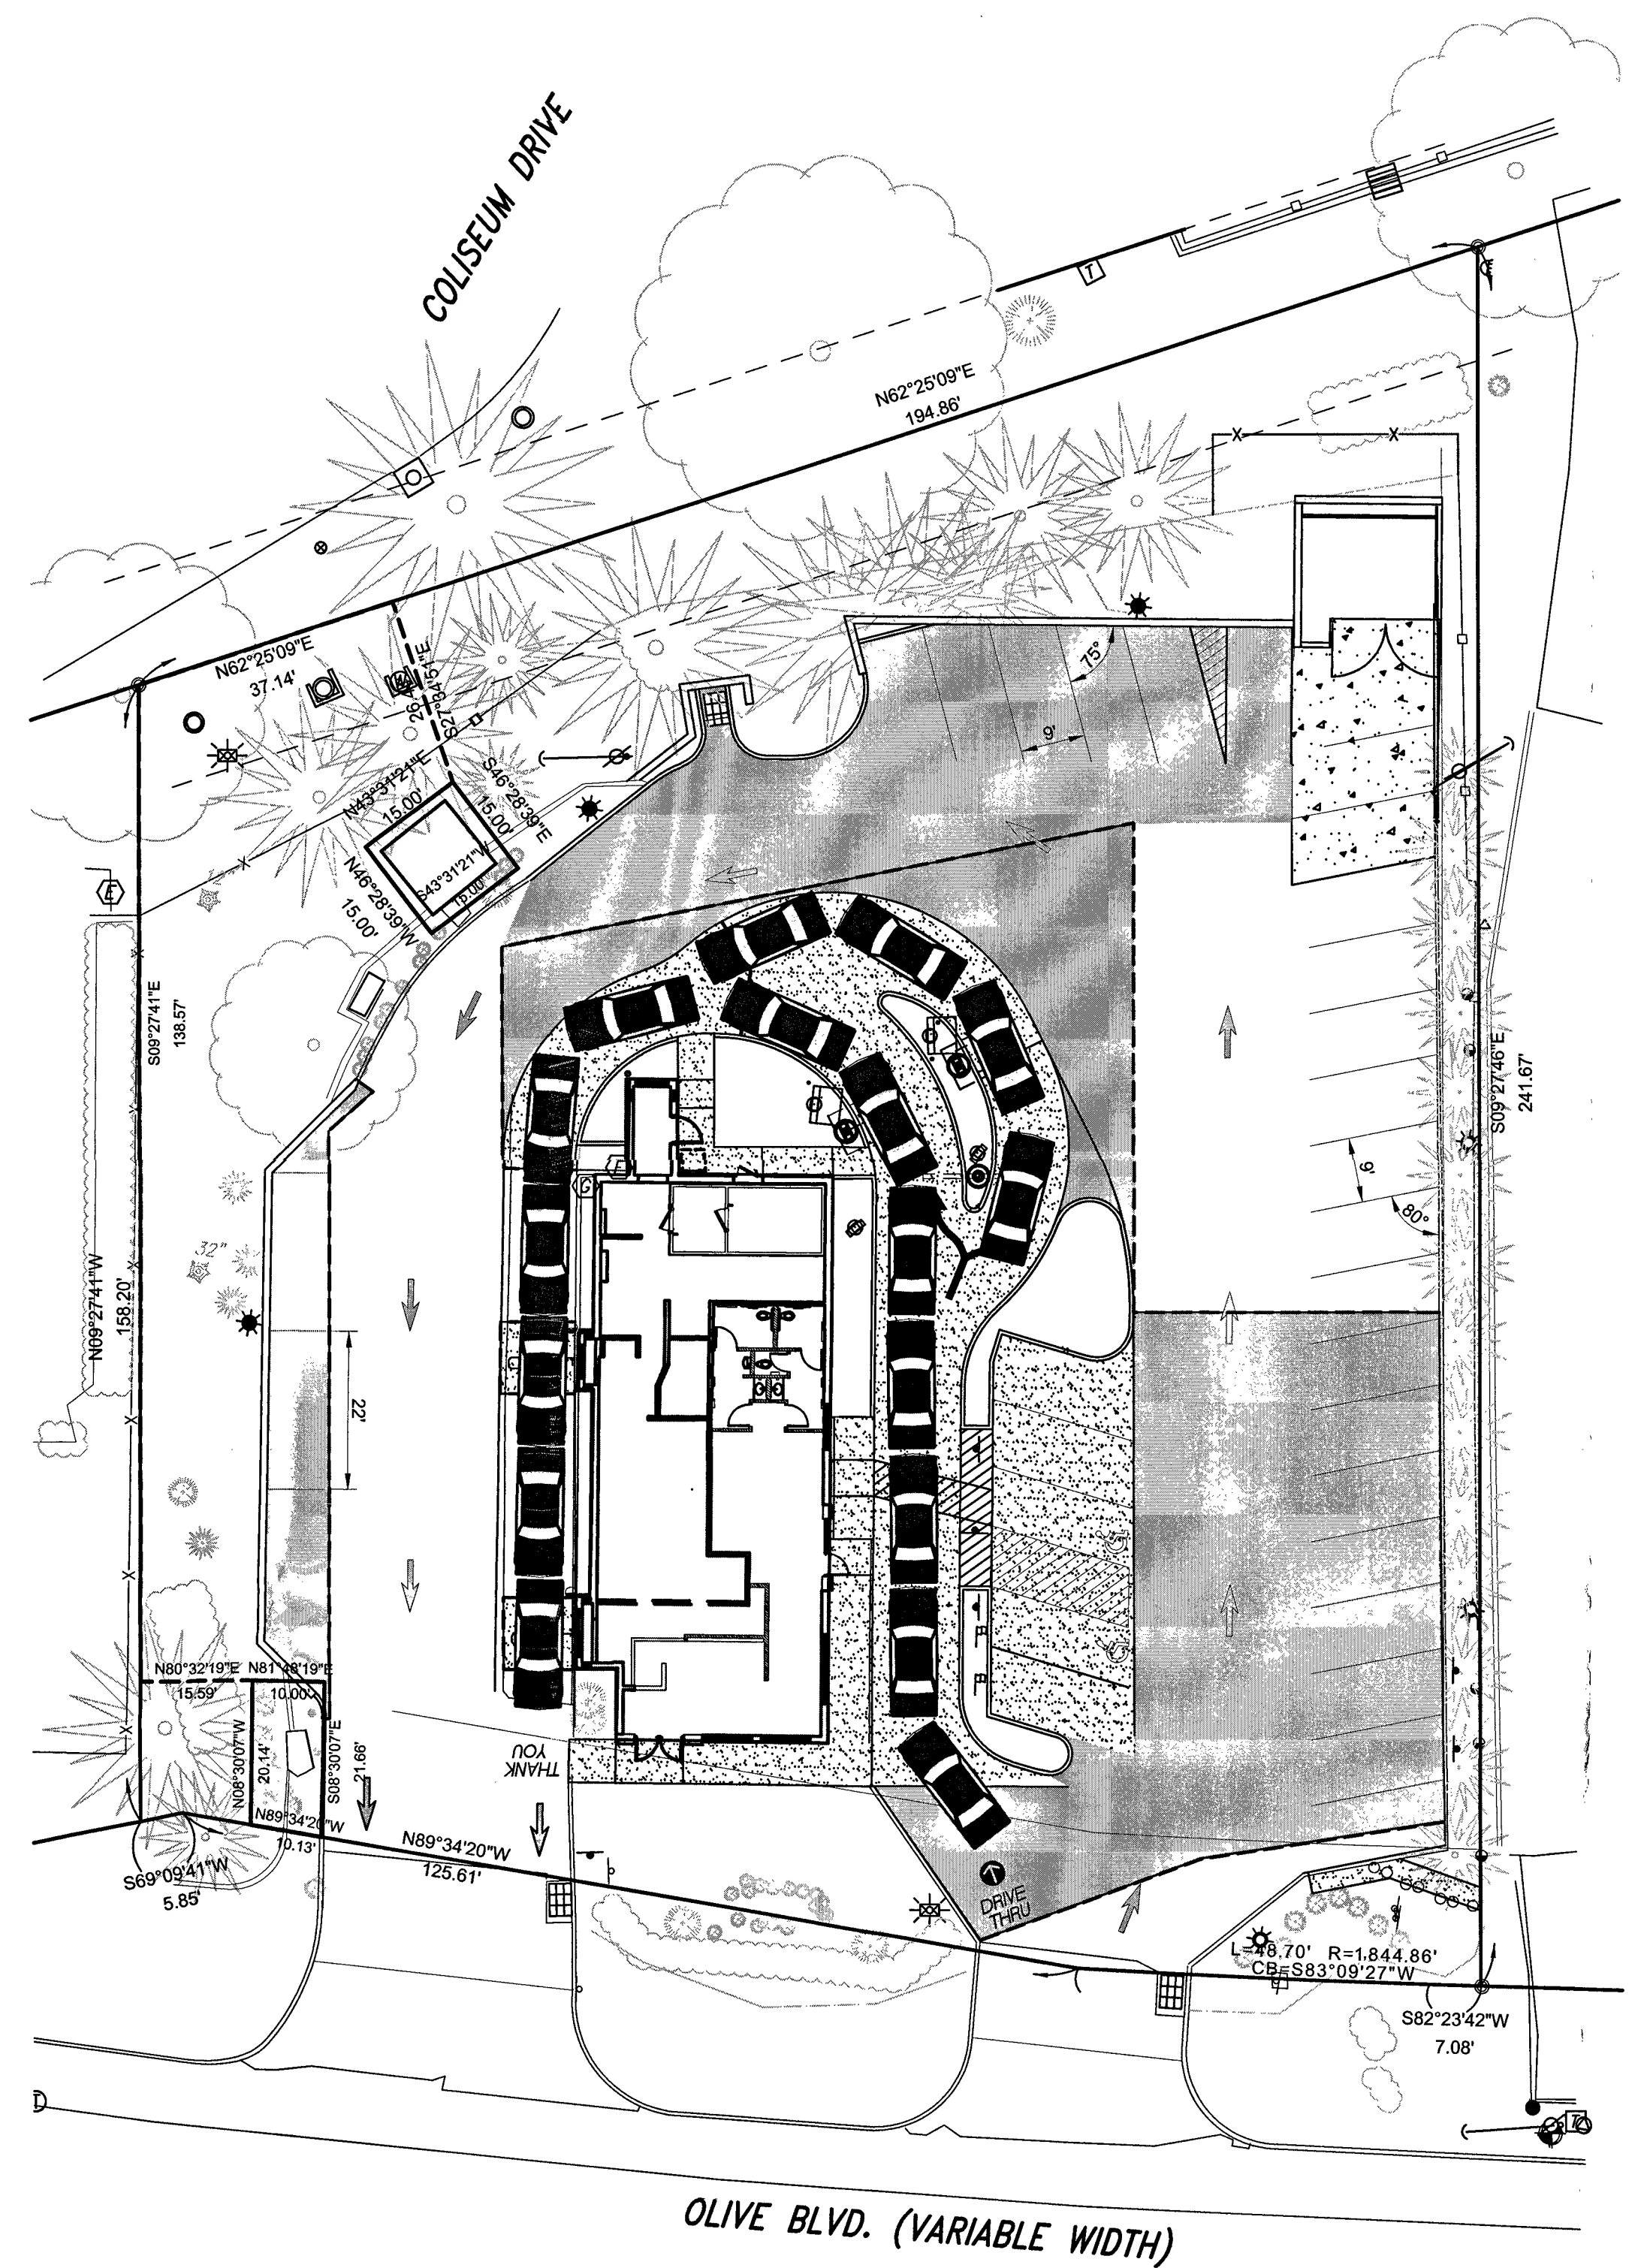 COLISEUM DRIVE
T
N62°25'09"E
194.86'
N62°25'09"E
37.14'
S27°34'51"E
75°
9'
N43°31'21"E
15.00'
S46°28'39"E
15.00'
S43°31'21"W
15.00'
N46°28'39"W
15.00'
E
S09°27'41"E
138.57'
N09°27'41"W
158.20'
S09°27'46"E
241.67'
9'
80°
F
G
32"
22'
N80°32'19"E
15.59'
N81°48'19"E
10.00'
N08°30'07"W
20.14'
S08°30'07"E
21.66'
N89°34'20"W
10.13'
THANK
YOU
N89°34'20"W
125.61'
S69°09'41"W
5.85'
DRIVE
THRU
L=48.70' R=1844.86'
CB=S83°09'27"W
S82°23'42"W
7.08'
T
OLIVE BLVD. (VARIABLE WIDTH)